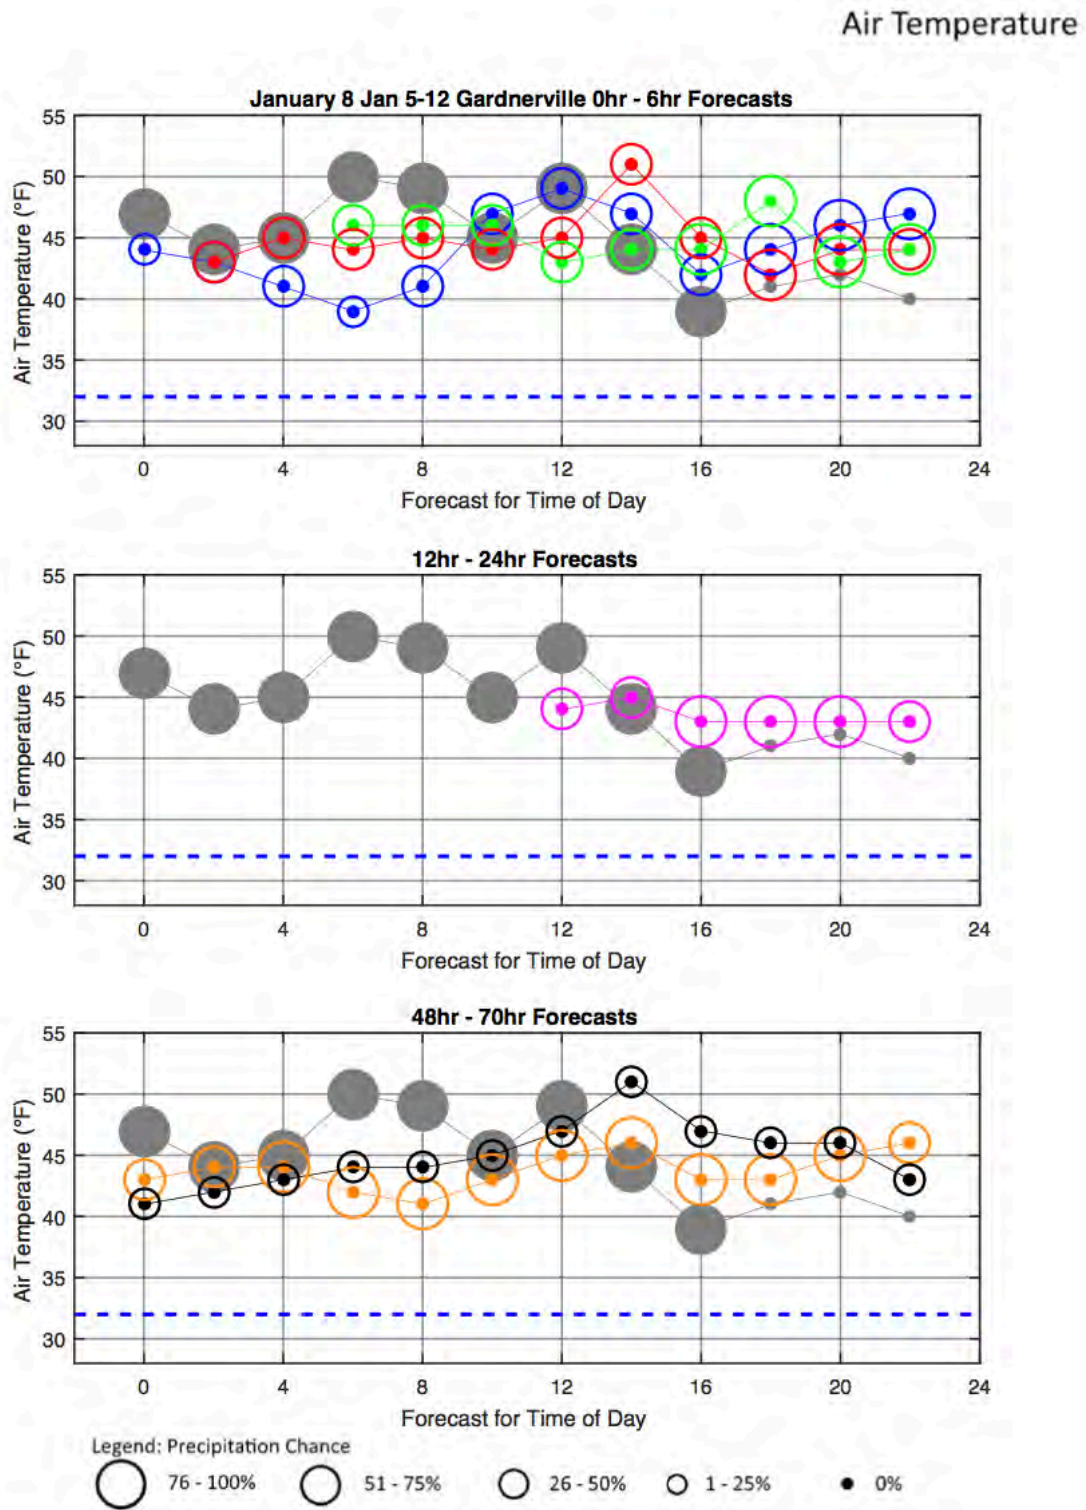 Air Temperature
January 8 Jan 5-12 Gardnerville 0hr - 6hr Forecasts
Air Temperature (°F)
55
50
45
40
35
30
0 4 8 12 16 20 24
Forecast for Time of Day
12hr - 24hr Forecasts
Air Temperature (°F)
55
50
45
40
35
30
0 4 8 12 16 20 24
Forecast for Time of Day
48hr - 70hr Forecasts
Air Temperature (°F)
55
50
45
40
35
30
0 4 8 12 16 20 24
Forecast for Time of Day
Legend: Precipitation Chance
76 - 100% 51 - 75% 26 - 50% 1 - 25% 0%